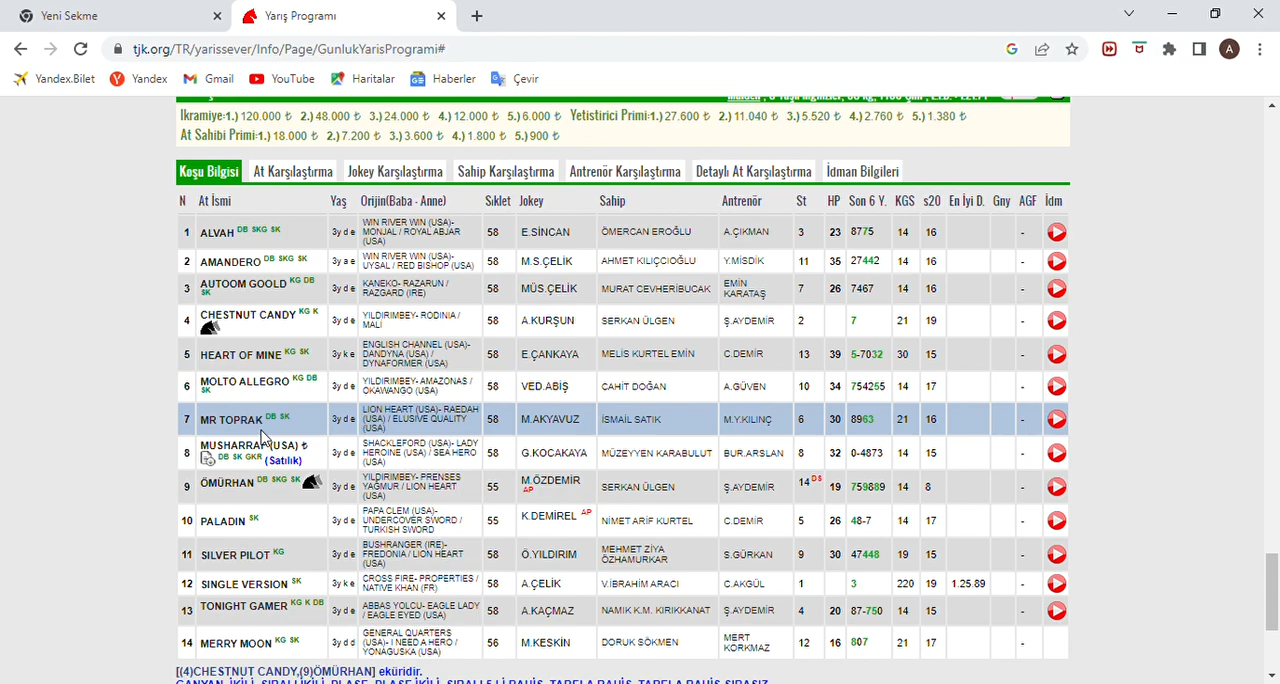 Yeni Sekme
Yarış Programı
tjk.org/TR/yarissever/Info/Page/GunlukYarisProgrami#
A
Yandex.Bilet Yandex Gmail YouTube Haritalar Haberler Çevir
Ikramiye:1.) 120.000 ₺ 2.) 48.000 ₺ 3.) 24.000 ₺ 4.) 12.000 ₺ 5.) 6.000 ₺ Yetistirici Primi:1.) 27.600 ₺ 2.) 11.040 ₺ 3.) 5.520 ₺ 4.) 2.760 ₺ 5.) 1.380 ₺
At Sahibi Primi:1.) 18.000 ₺ 2.) 7.200 ₺ 3.) 3.600 ₺ 4.) 1.800 ₺ 5.) 900 ₺
Koşu Bilgisi At Karşılaştırma Jokey Karşılaştırma Sahip Karşılaştırma Antrenör Karşılaştırma Detaylı At Karşılaştırma İdman Bilgileri
N At İsmi Yaş Orijin(Baba - Anne) Sıklet Jokey Sahip Antrenör St HP Son 6 Y. KGS s20 En İyi D. Gny AGF İdm
1 ALVAH DB SKG SK 3y d e WIN RIVER WIN (USA)- MONJAL / ROYAL ABJAR (USA) 58 E.SİNCAN ÖMERCAN EROĞLU A.ÇIKMAN 3 23 8775 14 16 -
2 AMANDERO DB SKG SK 3y a e WIN RIVER WIN (USA)- UYSAL / RED BISHOP (USA) 58 M.S.ÇELİK AHMET KILIÇCIOĞLU Y.MISDIK 11 35 27442 14 16 -
3 AUTOOM GOOLD KG DB SK 3y d e KANEKO- RAZARUN / RAZGARD (IRE) 58 MÜS.ÇELİK MURAT CEVHERİBUCAK EMİN KARATAŞ 7 26 7467 14 16 -
4 CHESTNUT CANDY KG K 3y d e YILDIRIMBEY- RODINIA / MALI 58 A.KURŞUN SERKAN ÜLGEN Ş.AYDEMİR 2 7 21 19 -
5 HEART OF MINE KG SK 3y k e ENGLISH CHANNEL (USA)- DANDYNA (USA) / DYNAFORMER (USA) 58 E.ÇANKAYA MELİS KURTEL EMİN C.DEMİR 13 39 5-7032 30 15 -
6 MOLTO ALLEGRO KG DB SK 3y d e YILDIRIMBEY- AMAZONAS / OKAWANGO (USA) 58 VED.ABİŞ CAHİT DOĞAN A.GÜVEN 10 34 754255 14 17 -
7 MR TOPRAK DB SK 3y d e LION HEART (USA)- RAEDAH (USA) / ELUSIVE QUALITY (USA) 58 M.AKYAVUZ İSMAİL SATIK M.Y.KILINÇ 6 30 8963 21 16 -
8 MUSHARRAF (USA) ₺ DB SK GKR (Satılık) 3y d e SHACKLEFORD (USA)- LADY HEROINE (USA) / SEA HERO (USA) 58 G.KOCAKAYA MÜZEYYEN KARABULUT BUR.ARSLAN 8 32 0-4873 14 15 -
9 ÖMÜRHAN DB SKG SK 3y d e YILDIRIMBEY- PRENSES YAĞMUR / LION HEART (USA) 55 M.ÖZDEMİR AP SERKAN ÜLGEN Ş.AYDEMİR 14 DS 19 759889 14 8 -
10 PALADIN SK 3y d e PAPA CLEM (USA)- UNDERCOVER SWORD / TURKISH SWORD 55 K.DEMİREL AP NİMET ARİF KURTEL C.DEMİR 5 26 48-7 14 17 -
11 SILVER PILOT KG 3y d e BUSHRANGER (IRE)- FREDONIA / LION HEART (USA) 58 Ö.YILDIRIM MEHMET ZİYA ÖZHAMURKAR S.GÜRKAN 9 30 47448 19 15 -
12 SINGLE VERSION SK 3y k e CROSS FIRE- PROPERTIES / NATIVE KHAN (FR) 58 A.ÇELİK V.İBRAHİM ARACI C.AKGÜL 1 3 220 19 1.25.89 -
13 TONIGHT GAMER KG K DB 3y d e ABBAS YOLCU- EAGLE LADY / EAGLE EYED (USA) 58 A.KAÇMAZ NAMIK K.M. KIRIKKANAT Ş.AYDEMİR 4 20 87-750 14 15 -
14 MERRY MOON KG SK 3y d d GENERAL QUARTERS (USA)- I NEED A HERO / YONAGUSKA (USA) 56 M.KESKİN DORUK SÖKMEN MERT KORKMAZ 12 16 807 21 17 -
[(4)CHESTNUT CANDY,(9)ÖMÜRHAN] eküridir.